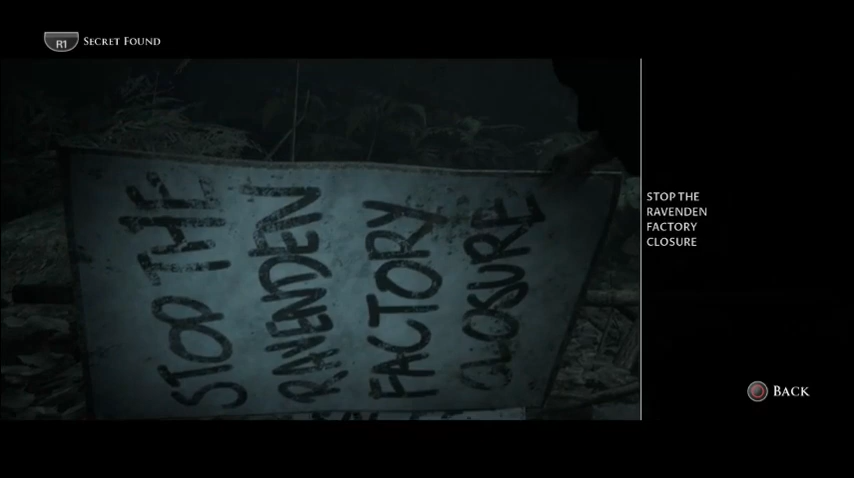 R1 SECRET FOUND
STOP THE
RAVENDEN
FACTORY
CLOSURE
STOP THE
RAVENDEN
FACTORY
CLOSURE
BACK